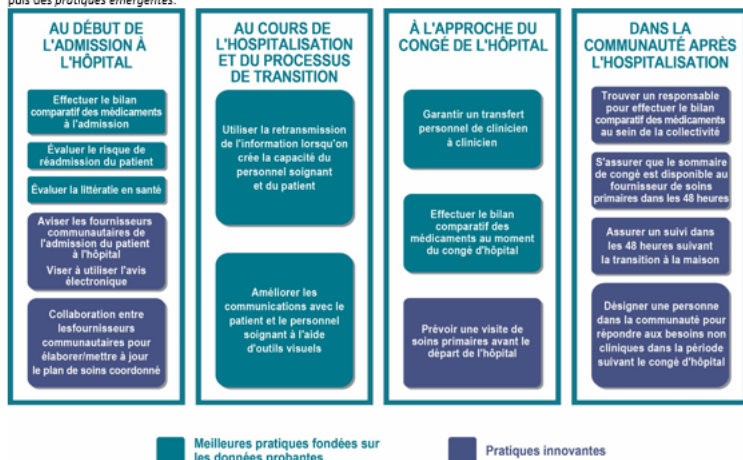 puis des pratiques émergentes.
AU DÉBUT DE
L'ADMISSION À
L'HÔPITAL
Effectuer le bilan
comparatif des médicaments
à l'admission
Évaluer le risque de
réadmission du patient
Évaluer la littératie en santé
Aviser les fournisseurs
communautaires de
l'admission du patient
à l'hôpital
Viser à utiliser l'avis
électronique
Collaboration entre
lesfournisseurs
communautaires pour
élaborer/mettre à jour
le plan de soins coordonné
AU COURS DE
L'HOSPITALISATION
ET DU PROCESSUS
DE TRANSITION
Utiliser la retransmission
de l'information lorsqu'on
crée la capacité du
personnel soignant
et du patient
Améliorer les
communications avec le
patient et le personnel
soignant à l'aide
d'outils visuels
À L'APPROCHE DU
CONGÉ DE L'HÔPITAL
Garantir un transfert
personnel de clinicien
à clinicien
Effectuer le bilan
comparatif des
médicaments au moment
du congé d'hôpital
Prévoir une visite de
soins primaires avant le
départ de l'hôpital
DANS LA
COMMUNAUTÉ APRÈS
L'HOSPITALISATION
Trouver un responsable
pour effectuer le bilan
comparatif des médicaments
au sein de la collectivité
S'assurer que le sommaire
de congé est disponible au
fournisseur de soins
primaires dans les 48 heures
Assurer un suivi dans
les 48 heures suivant
la transition à la maison
Désigner une personne
dans la communauté pour
répondre aux besoins non
cliniques dans la période
suivant le congé d'hôpital
Meilleures pratiques fondées sur
les données probantes
Pratiques innovantes